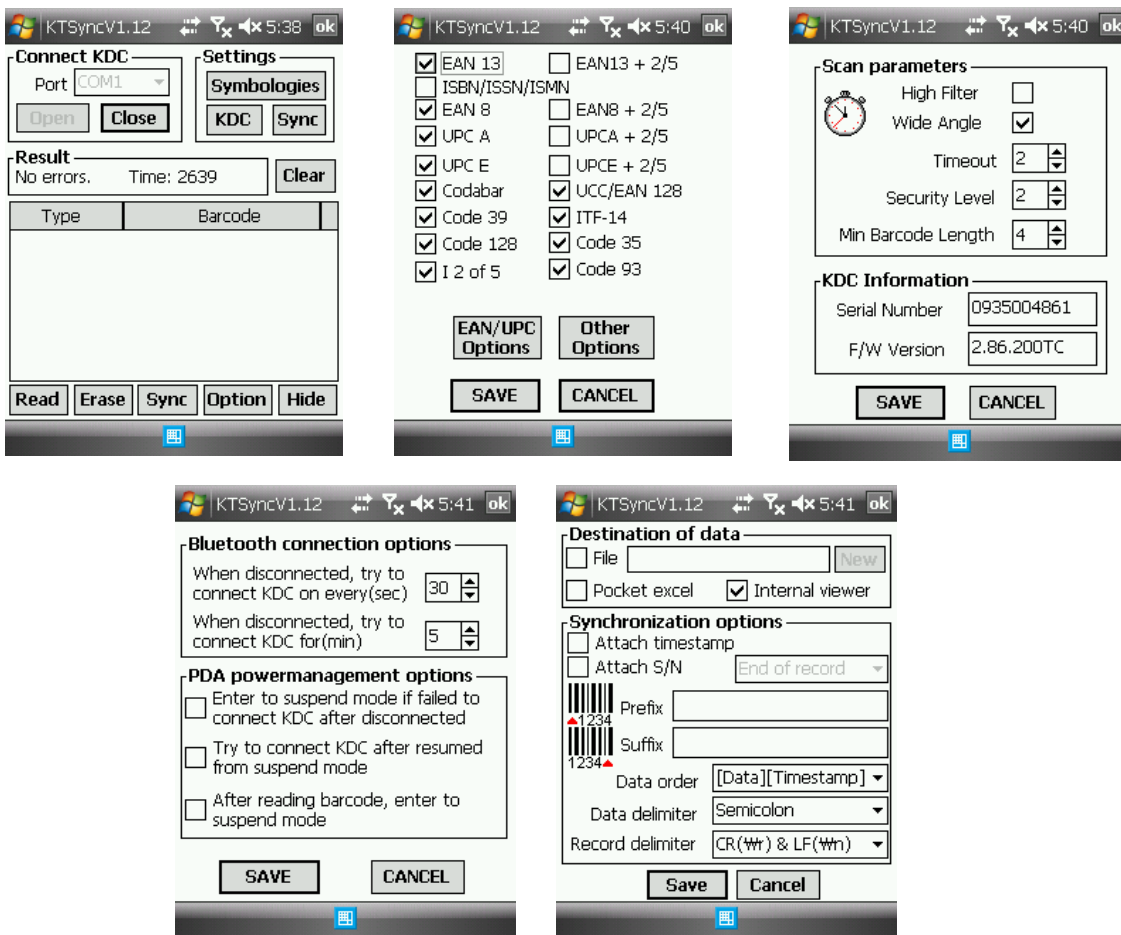 KTSyncV1.12 5:38 ok
Connect KDC Settings
Port COM1 Symbologies
Open Close KDC Sync
Result
No errors. Time: 2639 Clear
Type Barcode
Read Erase Sync Option Hide
KTSyncV1.12 5:40 ok
EAN 13 EAN13 + 2/5
ISBN/ISSN/ISMN
EAN 8 EAN8 + 2/5
UPC A UPCA + 2/5
UPC E UPCE + 2/5
Codabar UCC/EAN 128
Code 39 ITF-14
Code 128 Code 35
I 2 of 5 Code 93
EAN/UPC Other
Options Options
SAVE CANCEL
KTSyncV1.12 5:40 ok
Scan parameters
High Filter
Wide Angle
Timeout 2
Security Level 2
Min Barcode Length 4
KDC Information
Serial Number 0935004861
F/W Version 2.86.200TC
SAVE CANCEL
KTSyncV1.12 5:41 ok
Bluetooth connection options
When disconnected, try to
connect KDC on every(sec) 30
When disconnected, try to
connect KDC for(min) 5
PDA powermanagement options
Enter to suspend mode if failed to
connect KDC after disconnected
Try to connect KDC after resumed
from suspend mode
After reading barcode, enter to
suspend mode
SAVE CANCEL
KTSyncV1.12 5:41 ok
Destination of data
File New
Pocket excel Internal viewer
Synchronization options
Attach timestamp
Attach S/N End of record
Prefix
1234
Suffix
1234
Data order [Data][Timestamp]
Data delimiter Semicolon
Record delimiter CR(₩r) & LF(₩n)
Save Cancel